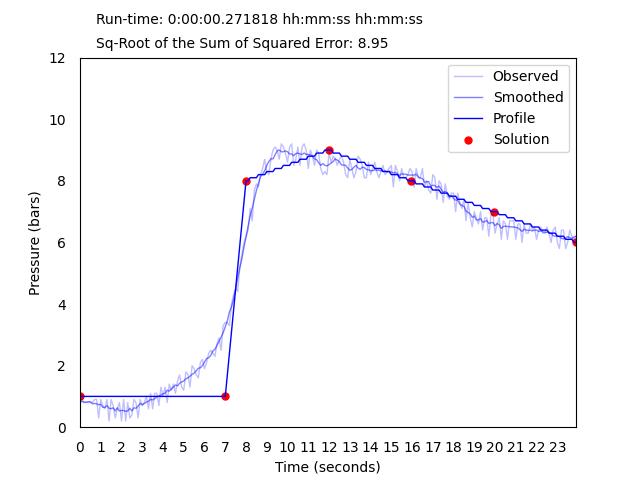 Run-time: 0:00:00.271818 hh:mm:ss hh:mm:ss
Sq-Root of the Sum of Squared Error: 8.95
Observed
Smoothed
Profile
Solution
12
10
8
6
4
2
0
Pressure (bars)
0 1 2 3 4 5 6 7 8 9 10 11 12 13 14 15 16 17 18 19 20 21 22 23
Time (seconds)